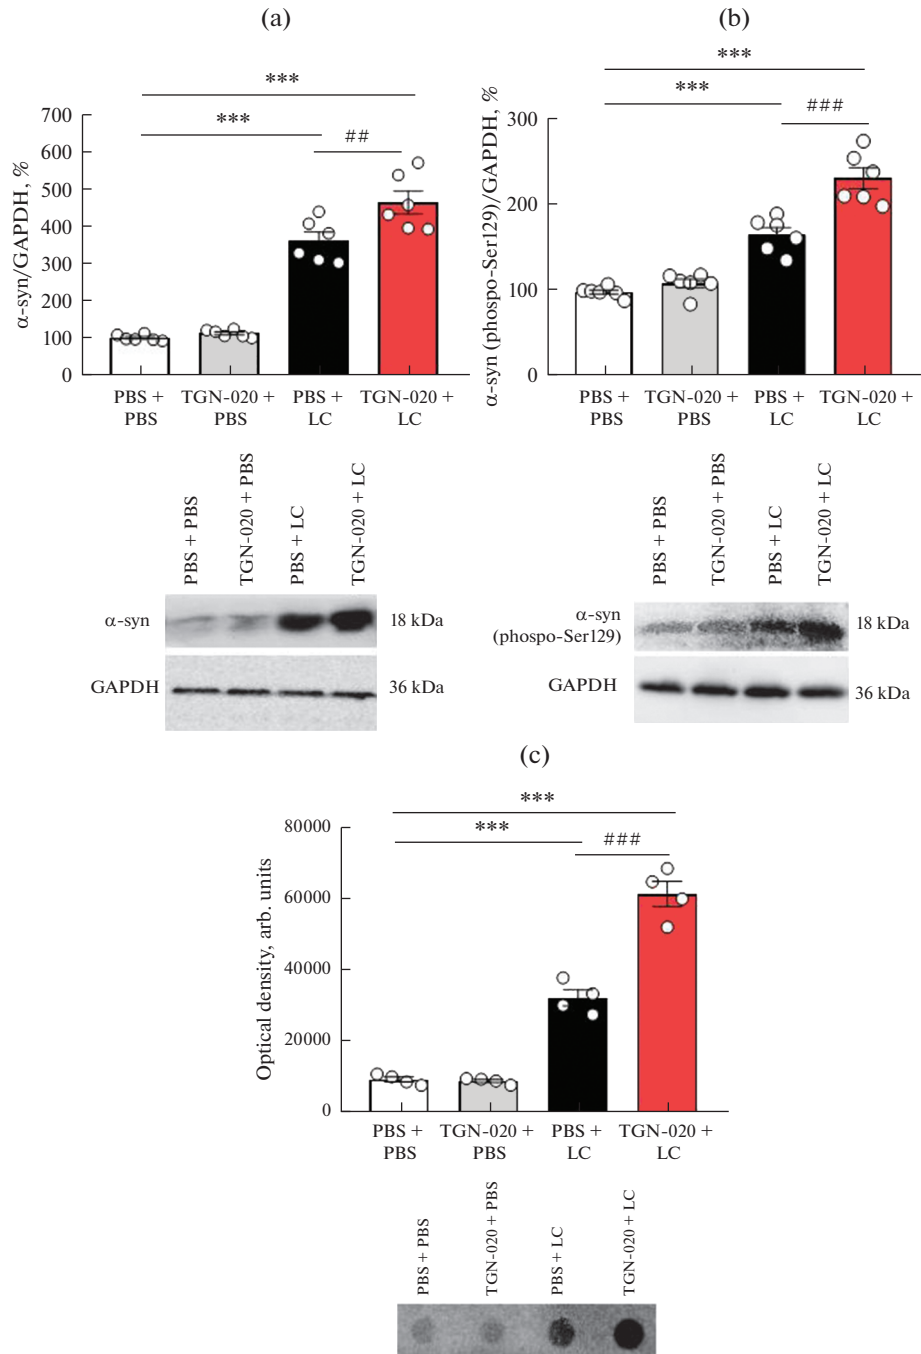 (a)
***
***
##
α-syn/GAPDH, %
700
600
500
400
300
200
100
0
PBS + PBS
TGN-020 + PBS
PBS + LC
TGN-020 + LC
PBS + PBS
TGN-020 + PBS
PBS + LC
TGN-020 + LC
α-syn
18 kDa
GAPDH
36 kDa
(b)
***
***
###
α-syn (phospo-Ser129)/GAPDH, %
300
200
100
0
PBS + PBS
TGN-020 + PBS
PBS + LC
TGN-020 + LC
PBS + PBS
TGN-020 + PBS
PBS + LC
TGN-020 + LC
α-syn
(phospo-Ser129)
18 kDa
GAPDH
36 kDa
(c)
***
***
###
Optical density, arb. units
80000
60000
40000
20000
0
PBS + PBS
TGN-020 + PBS
PBS + LC
TGN-020 + LC
PBS + PBS
TGN-020 + PBS
PBS + LC
TGN-020 + LC